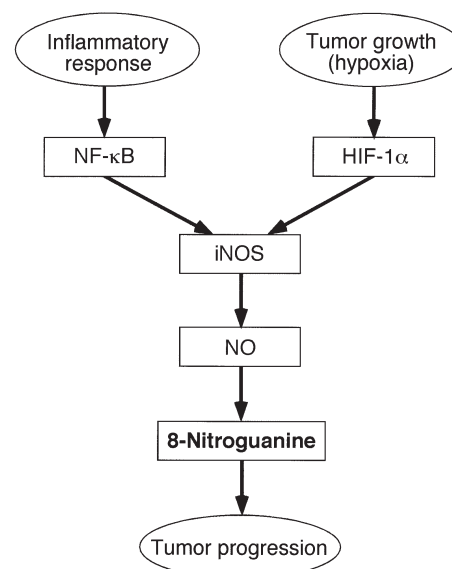 Inflammatory
response
Tumor growth
(hypoxia)
NF-κB
HIF-1α
iNOS
NO
8-Nitroguanine
Tumor progression